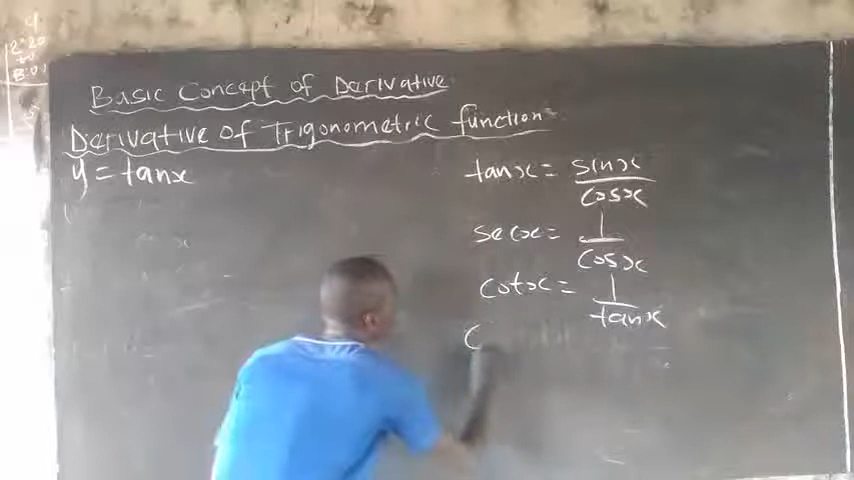 Basic Concept of Derivative
Derivative of Trigonometric function
y = tanx
tanx = sinx/cosx
secx = 1/cosx
cotx = 1/tanx
C